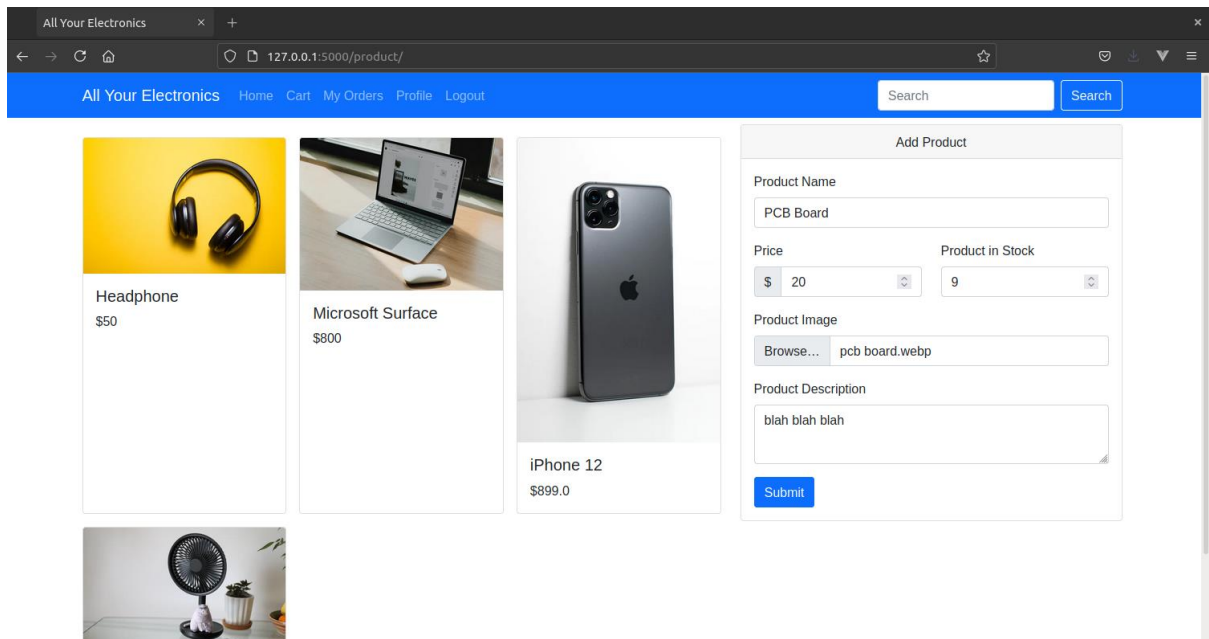 All Your Electronics
127.0.0.1:5000/product/
All Your Electronics Home Cart My Orders Profile Logout Search Search
Headphone
$50
Microsoft Surface
$800
iPhone 12
$899.0
Add Product
Product Name
PCB Board
Price Product in Stock
$ 20 9
Product Image
Browse... pcb board.webp
Product Description
blah blah blah
Submit